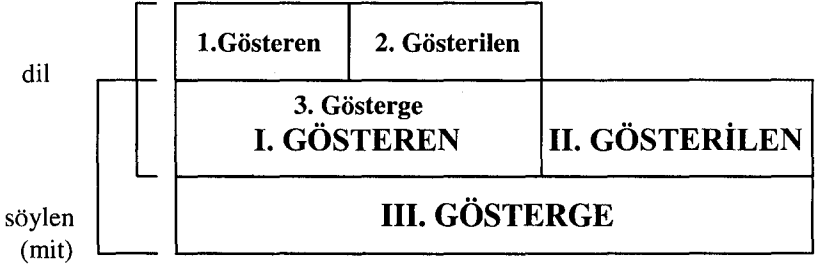 1.Gösteren 2. Gösterilen
dil
3. Gösterge
I. GÖSTEREN II. GÖSTERİLEN
söylen III. GÖSTERGE
(mit)